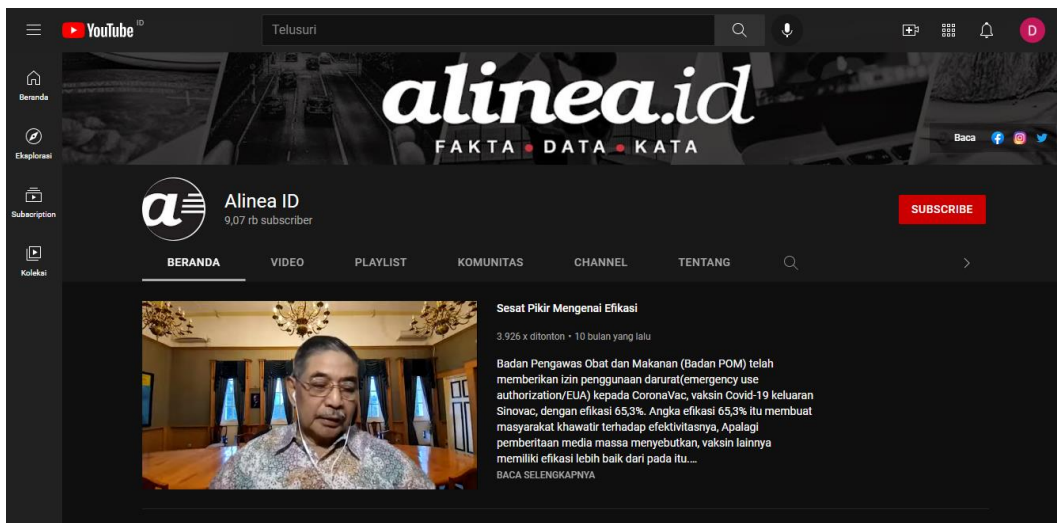 YouTube ID
Telusuri
D
Beranda
Eksplorasi
Subscription
Koleksi
alinea.id
FAKTA • DATA • KATA
Baca
a
Alinea ID
9,07 rb subscriber
SUBSCRIBE
BERANDA VIDEO PLAYLIST KOMUNITAS CHANNEL TENTANG
Sesat Pikir Mengenai Efikasi
3.926 x ditonton • 10 bulan yang lalu
Badan Pengawas Obat dan Makanan (Badan POM) telah
memberikan izin penggunaan darurat(emergency use
authorization/EUA) kepada CoronaVac, vaksin Covid-19 keluaran
Sinovac, dengan efikasi 65,3%. Angka efikasi 65,3% itu membuat
masyarakat khawatir terhadap efektivitasnya, Apalagi
pemberitaan media massa menyebutkan, vaksin lainnya
memiliki efikasi lebih baik dari pada itu....
BACA SELENGKAPNYA